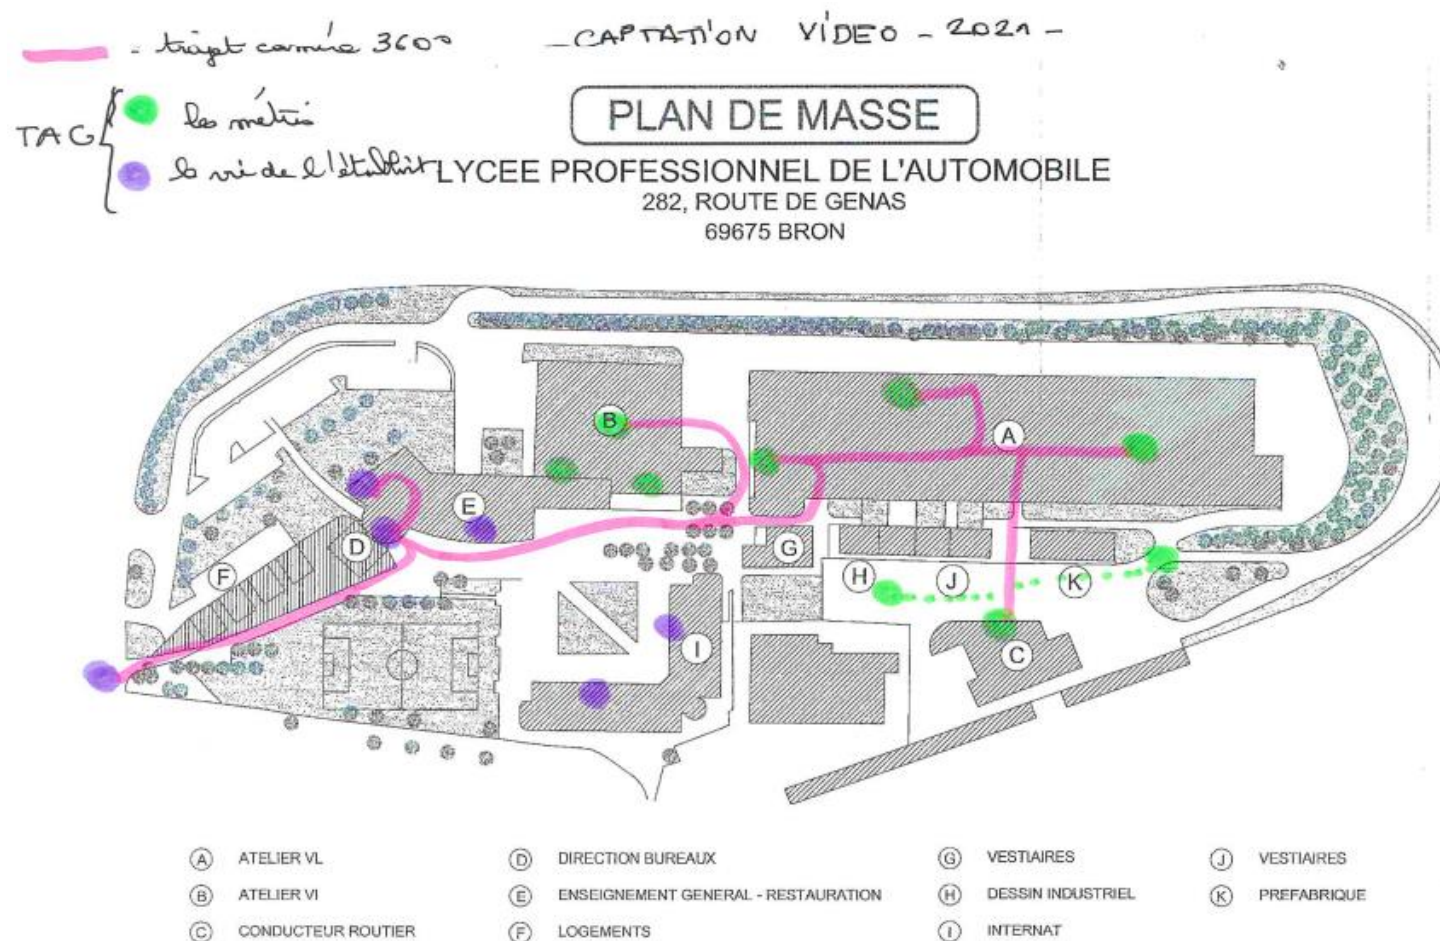 - trajet caméra 360° - CAPTATION VIDEO - 2021 -
TAG
les métiers
la vie de l'établist
PLAN DE MASSE
LYCEE PROFESSIONNEL DE L'AUTOMOBILE
282, ROUTE DE GENAS
69675 BRON
B
A
E
D
G
F
H
J
K
I
C
A ATELIER VL
B ATELIER VI
C CONDUCTEUR ROUTIER
D DIRECTION BUREAUX
E ENSEIGNEMENT GENERAL - RESTAURATION
F LOGEMENTS
G VESTIAIRES
H DESSIN INDUSTRIEL
I INTERNAT
J VESTIAIRES
K PREFABRIQUE